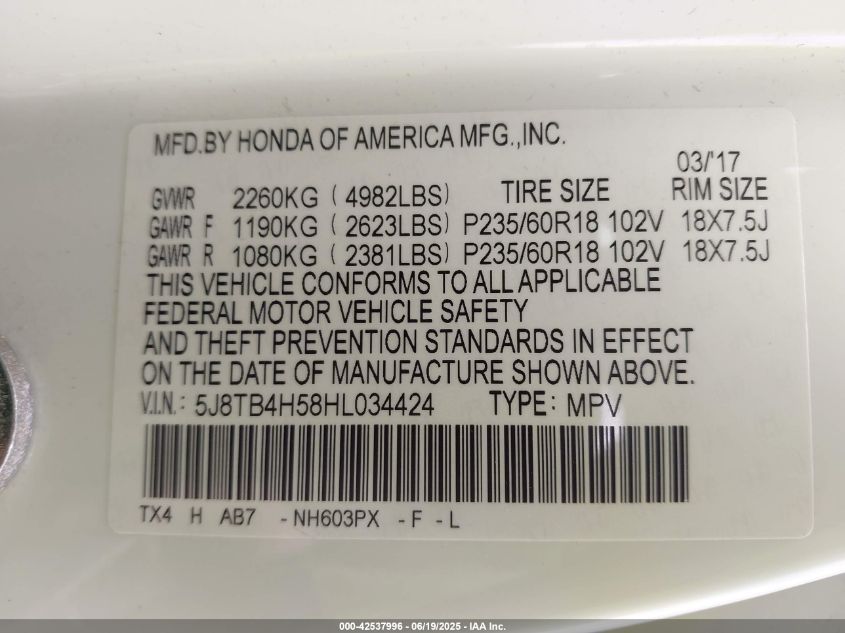 MFD.BY HONDA OF AMERICA MFG.,INC.
03/'17
GVWR 2260KG ( 4982LBS) TIRE SIZE RIM SIZE
GAWR F 1190KG ( 2623LBS) P235/60R18 102V 18X7.5J
GAWR R 1080KG ( 2381LBS) P235/60R18 102V 18X7.5J
THIS VEHICLE CONFORMS TO ALL APPLICABLE
FEDERAL MOTOR VEHICLE SAFETY
AND THEFT PREVENTION STANDARDS IN EFFECT
ON THE DATE OF MANUFACTURE SHOWN ABOVE.
V.I.N.: 5J8TB4H58HL034424 TYPE: MPV
TX4 H AB7 -NH603PX -F -L
000-42537996 - 06/19/2025 - IAA Inc.